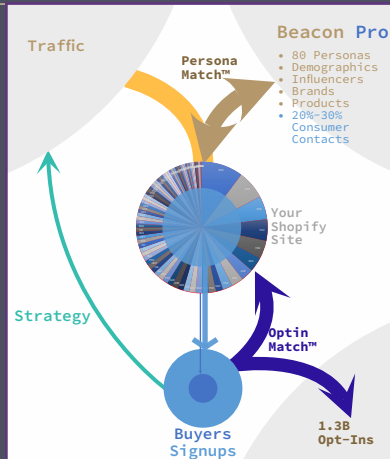 Beacon Pro
Traffic
Persona
Match™
• 80 Personas
• Demographics
• Influencers
• Brands
• Products
• 20%-30%
Consumer
Contacts
Your
Shopify
Site
Strategy
Optin
Match™
1.3B
Opt-Ins
Buyers
Signups